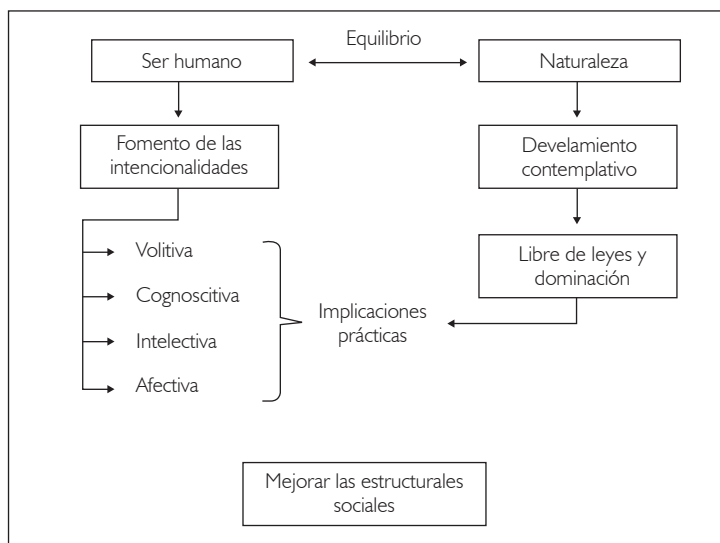 Equilibrio
Ser humano
Naturaleza
Fomento de las
intencionalidades
Develamiento
contemplativo
Volitiva
Cognoscitiva
Intelectiva
Afectiva
Libre de leyes y
dominación
Implicaciones
prácticas
Mejorar las estructurales
sociales